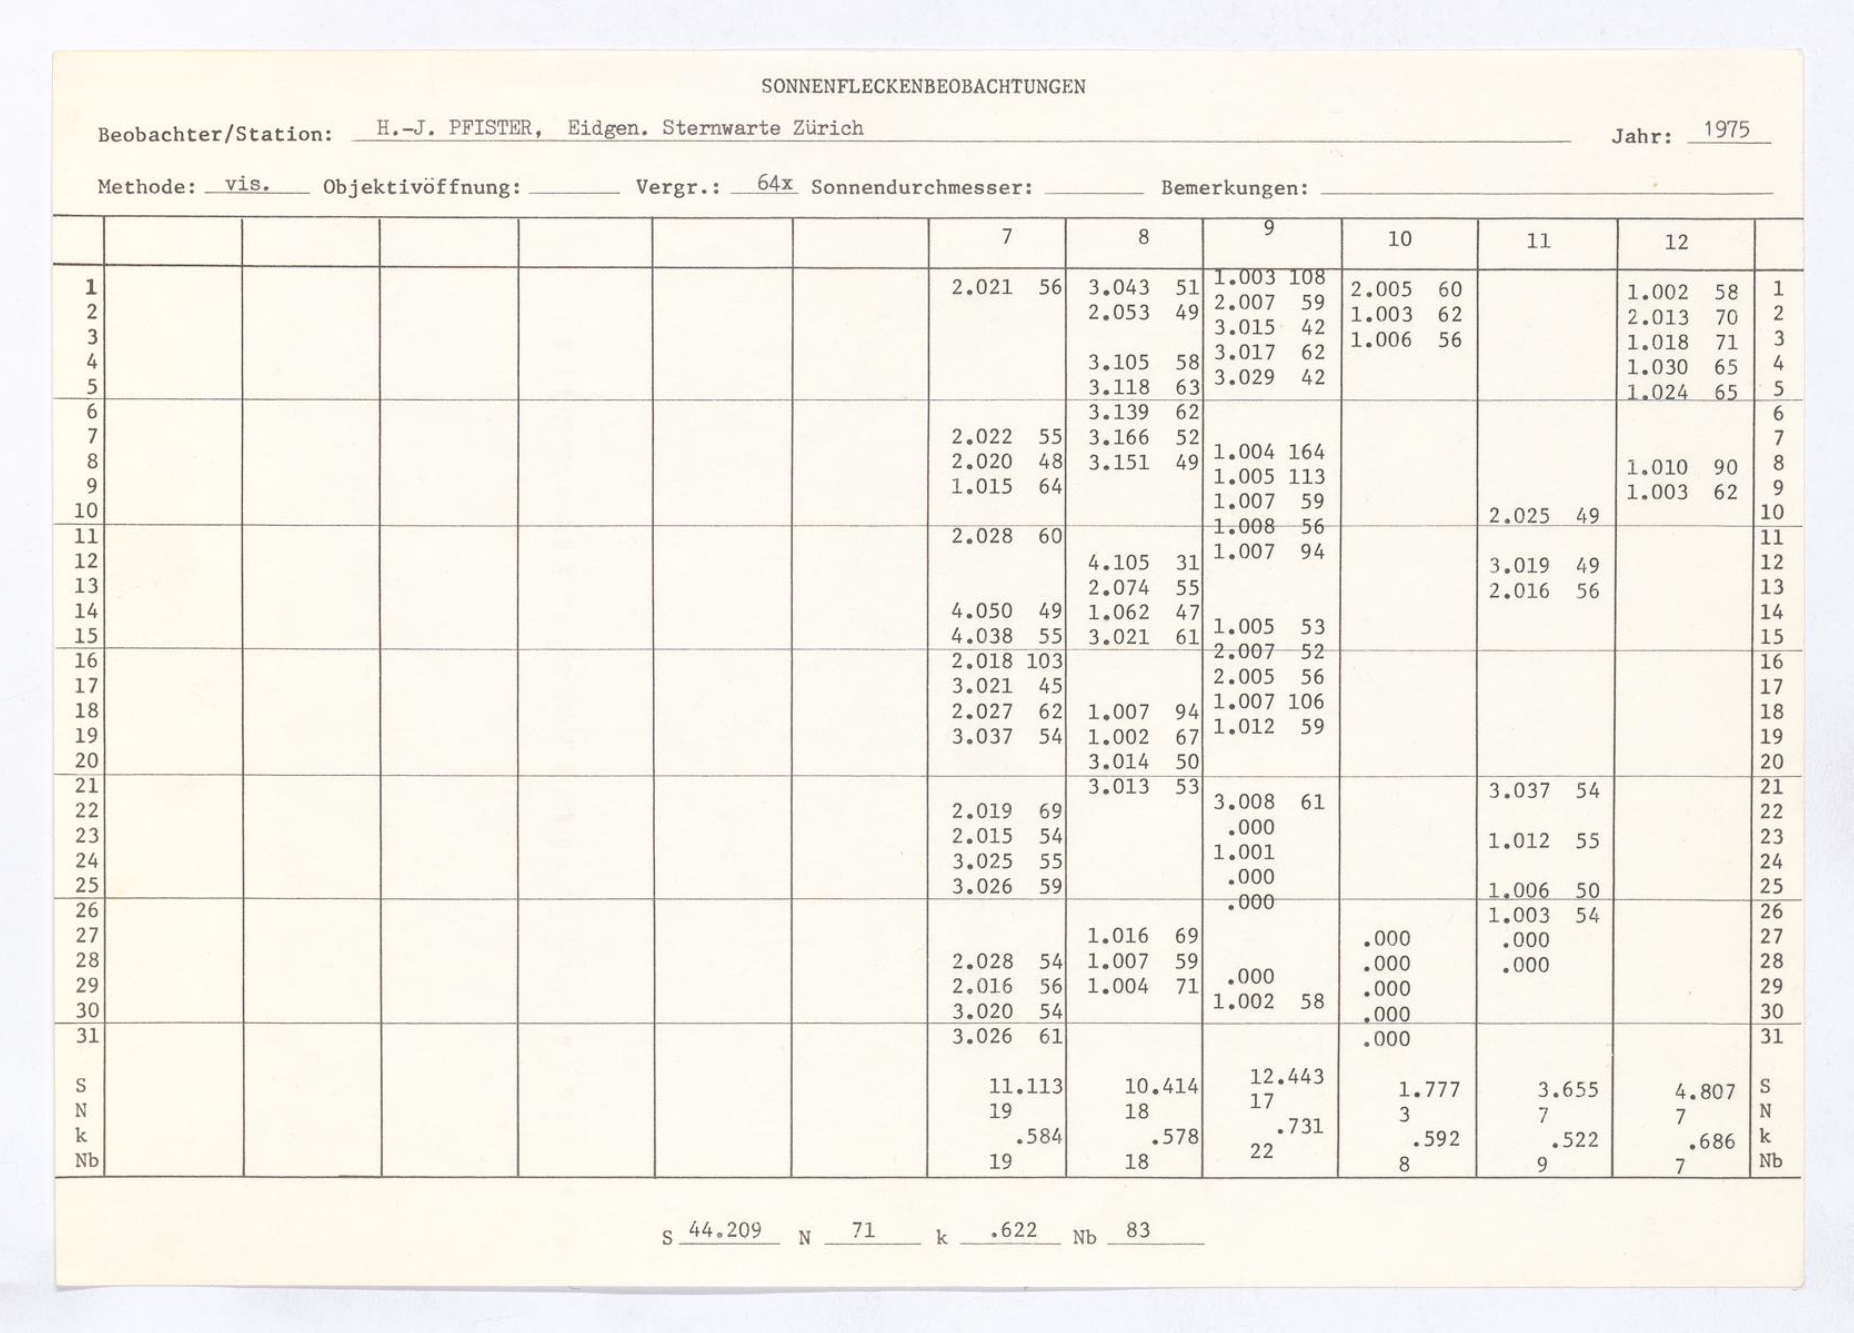 SONNENFLECKENBEOBACHTUNGEN
Beobachter/Station: H.-J. PFISTER, Eidgen. Sternwarte Zürich Jahr: 1975
Methode: vis. Objektivöffnung: Vergr.: 64x Sonnendurchmesser: Bemerkungen:
7 8 9 10 11 12
1 2.021 56 3.043 51 1.003 108 2.005 60 1.002 58 1
2 2.053 49 2.007 59 1.003 62 2.013 70 2
3 3.015 42 1.006 56 1.018 71 3
4 3.105 58 3.017 62 1.030 65 4
5 3.118 63 3.029 42 1.024 65 5
6 3.139 62 6
7 2.022 55 3.166 52 7
8 2.020 48 3.151 49 1.004 164 1.010 90 8
9 1.015 64 1.005 113 1.003 62 9
10 1.007 59 2.025 49 10
11 2.028 60 1.008 56 11
12 4.105 31 1.007 94 3.019 49 12
13 2.074 55 2.016 56 13
14 4.050 49 1.062 47 14
15 4.038 55 3.021 61 1.005 53 15
16 2.018 103 2.007 52 16
17 3.021 45 2.005 56 17
18 2.027 62 1.007 94 1.007 106 18
19 3.037 54 1.002 67 1.012 59 19
20 3.014 50 20
21 3.013 53 3.037 54 21
22 2.019 69 3.008 61 22
23 2.015 54 .000 1.012 55 23
24 3.025 55 1.001 24
25 3.026 59 .000 1.006 50 25
26 .000 1.003 54 26
27 1.016 69 .000 .000 27
28 2.028 54 1.007 59 .000 .000 28
29 2.016 56 1.004 71 .000 .000 29
30 3.020 54 1.002 58 .000 30
31 3.026 61 .000 31
S 11.113 10.414 12.443 1.777 3.655 4.807 S
N 19 18 17 3 7 7 N
k .584 .578 .731 .592 .522 .686 k
Nb 19 18 22 8 9 7 Nb
S 44.209 N 71 k .622 Nb 83